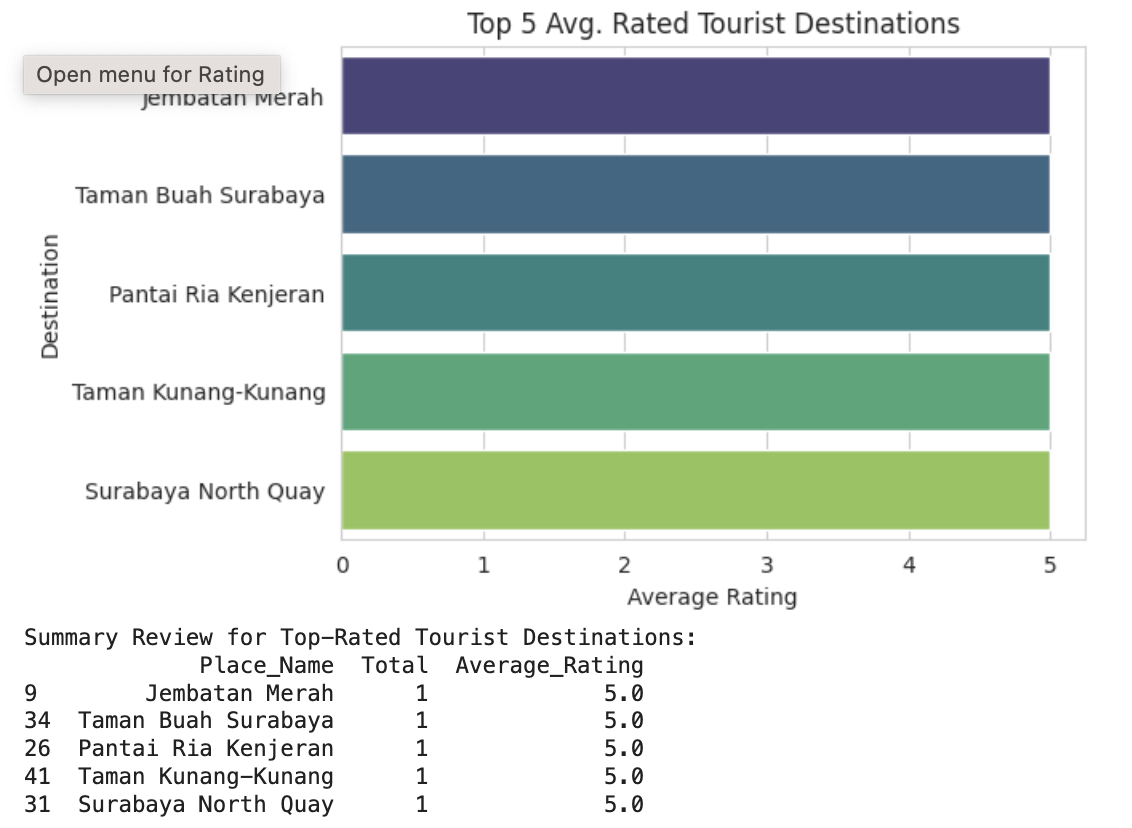 Top 5 Avg. Rated Tourist Destinations
Open menu for Rating
Jembatan Merah
Taman Buah Surabaya
Destination
Pantai Ria Kenjeran
Taman Kunang-Kunang
Surabaya North Quay
0 1 2 3 4 5
Average Rating
Summary Review for Top-Rated Tourist Destinations:
Place_Name Total Average_Rating
9 Jembatan Merah 1 5.0
34 Taman Buah Surabaya 1 5.0
26 Pantai Ria Kenjeran 1 5.0
41 Taman Kunang-Kunang 1 5.0
31 Surabaya North Quay 1 5.0